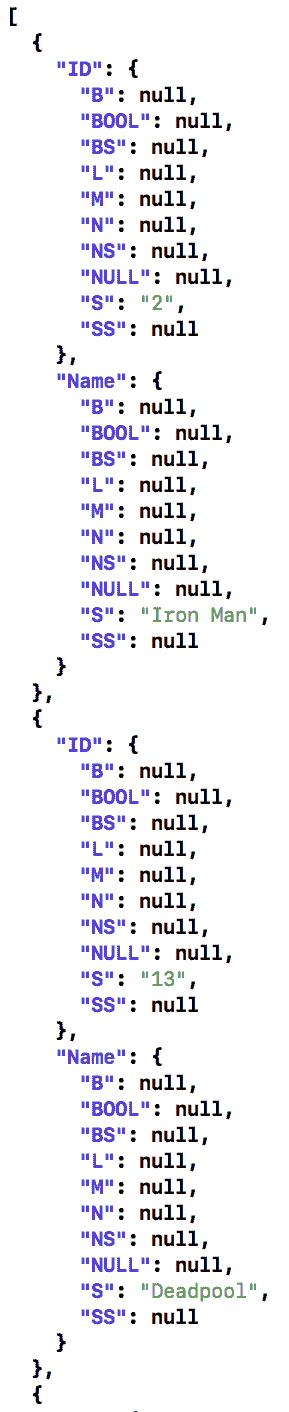 [
  {
    "ID": {
      "B": null,
      "BOOL": null,
      "BS": null,
      "L": null,
      "M": null,
      "N": null,
      "NS": null,
      "NULL": null,
      "S": "2",
      "SS": null
    },
    "Name": {
      "B": null,
      "BOOL": null,
      "BS": null,
      "L": null,
      "M": null,
      "N": null,
      "NS": null,
      "NULL": null,
      "S": "Iron Man",
      "SS": null
    }
  },
  {
    "ID": {
      "B": null,
      "BOOL": null,
      "BS": null,
      "L": null,
      "M": null,
      "N": null,
      "NS": null,
      "NULL": null,
      "S": "13",
      "SS": null
    },
    "Name": {
      "B": null,
      "BOOL": null,
      "BS": null,
      "L": null,
      "M": null,
      "N": null,
      "NS": null,
      "NULL": null,
      "S": "Deadpool",
      "SS": null
    }
  },
  {